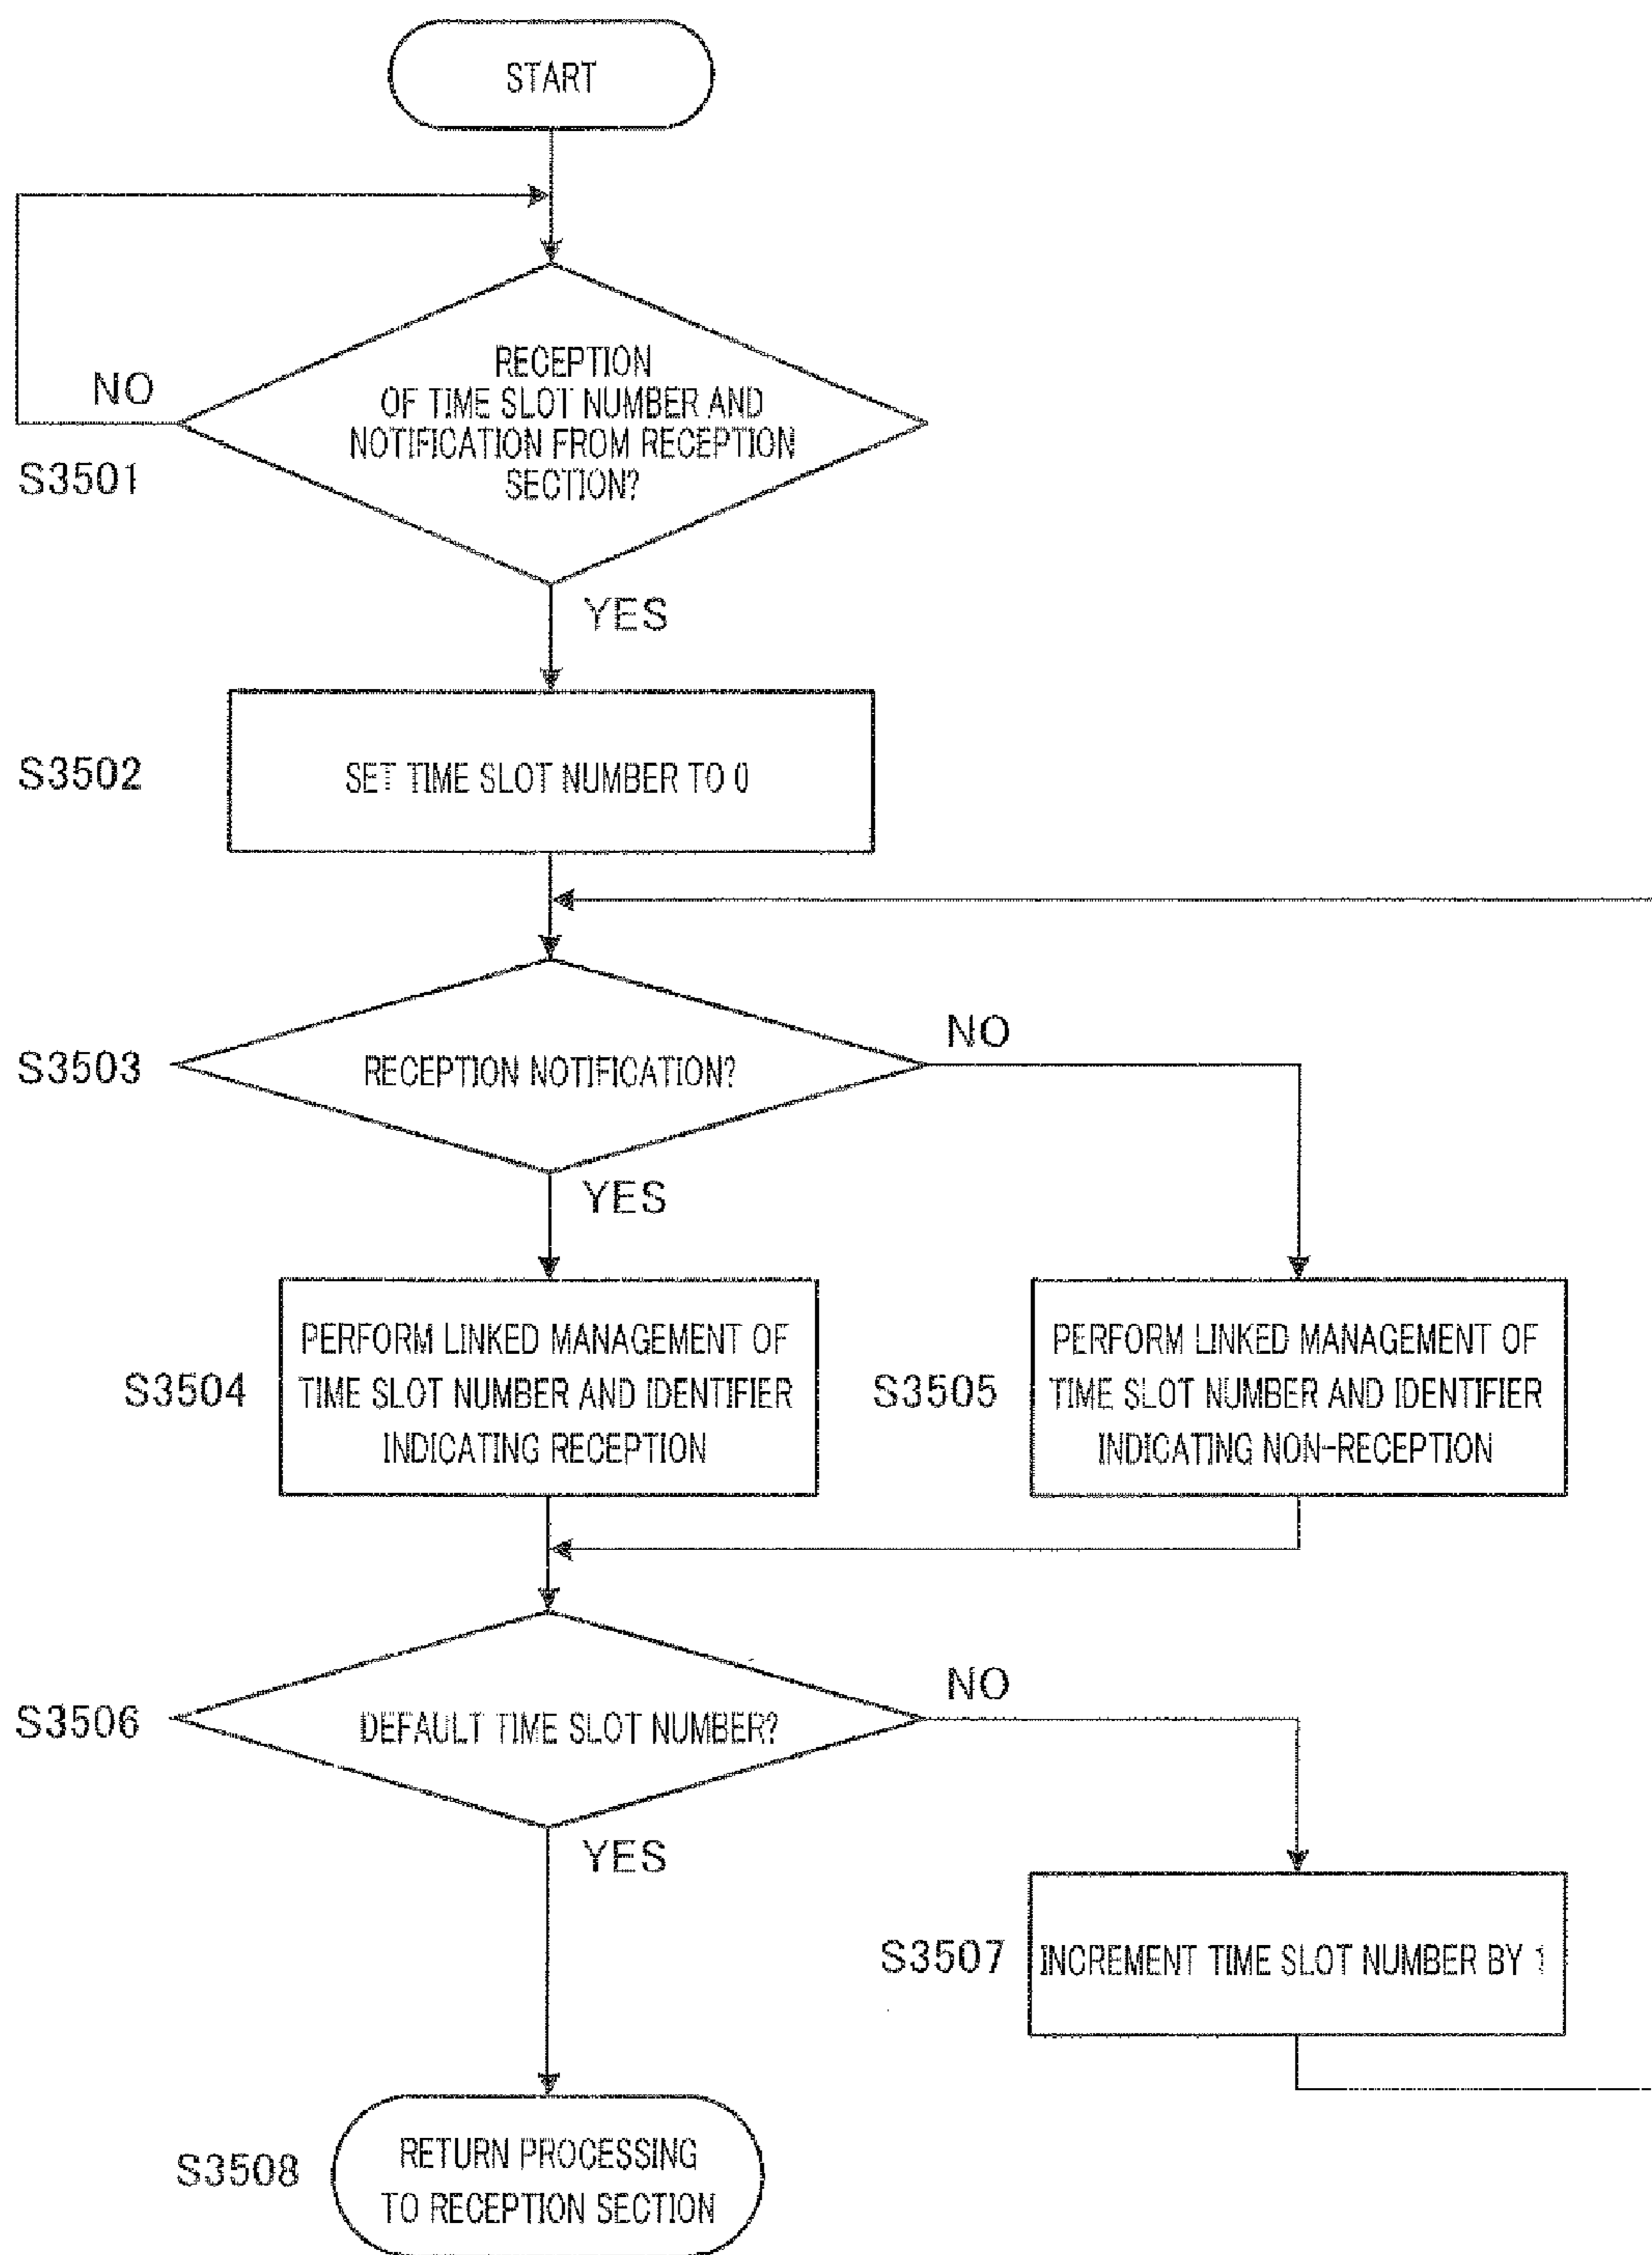 START
RECEPTION
OF TIME SLOT NUMBER AND
NOTIFICATION FROM RECEPTION
SECTION?
NO
S3501
YES
S3502
SET TIME SLOT NUMBER TO 0
S3503
RECEPTION NOTIFICATION?
NO
YES
S3504
PERFORM LINKED MANAGEMENT OF
TIME SLOT NUMBER AND IDENTIFIER
INDICATING RECEPTION
S3505
PERFORM LINKED MANAGEMENT OF
TIME SLOT NUMBER AND IDENTIFIER
INDICATING NON-RECEPTION
S3506
DEFAULT TIME SLOT NUMBER?
NO
YES
S3507
INCREMENT TIME SLOT NUMBER BY 1
S3508
RETURN PROCESSING
TO RECEPTION SECTION